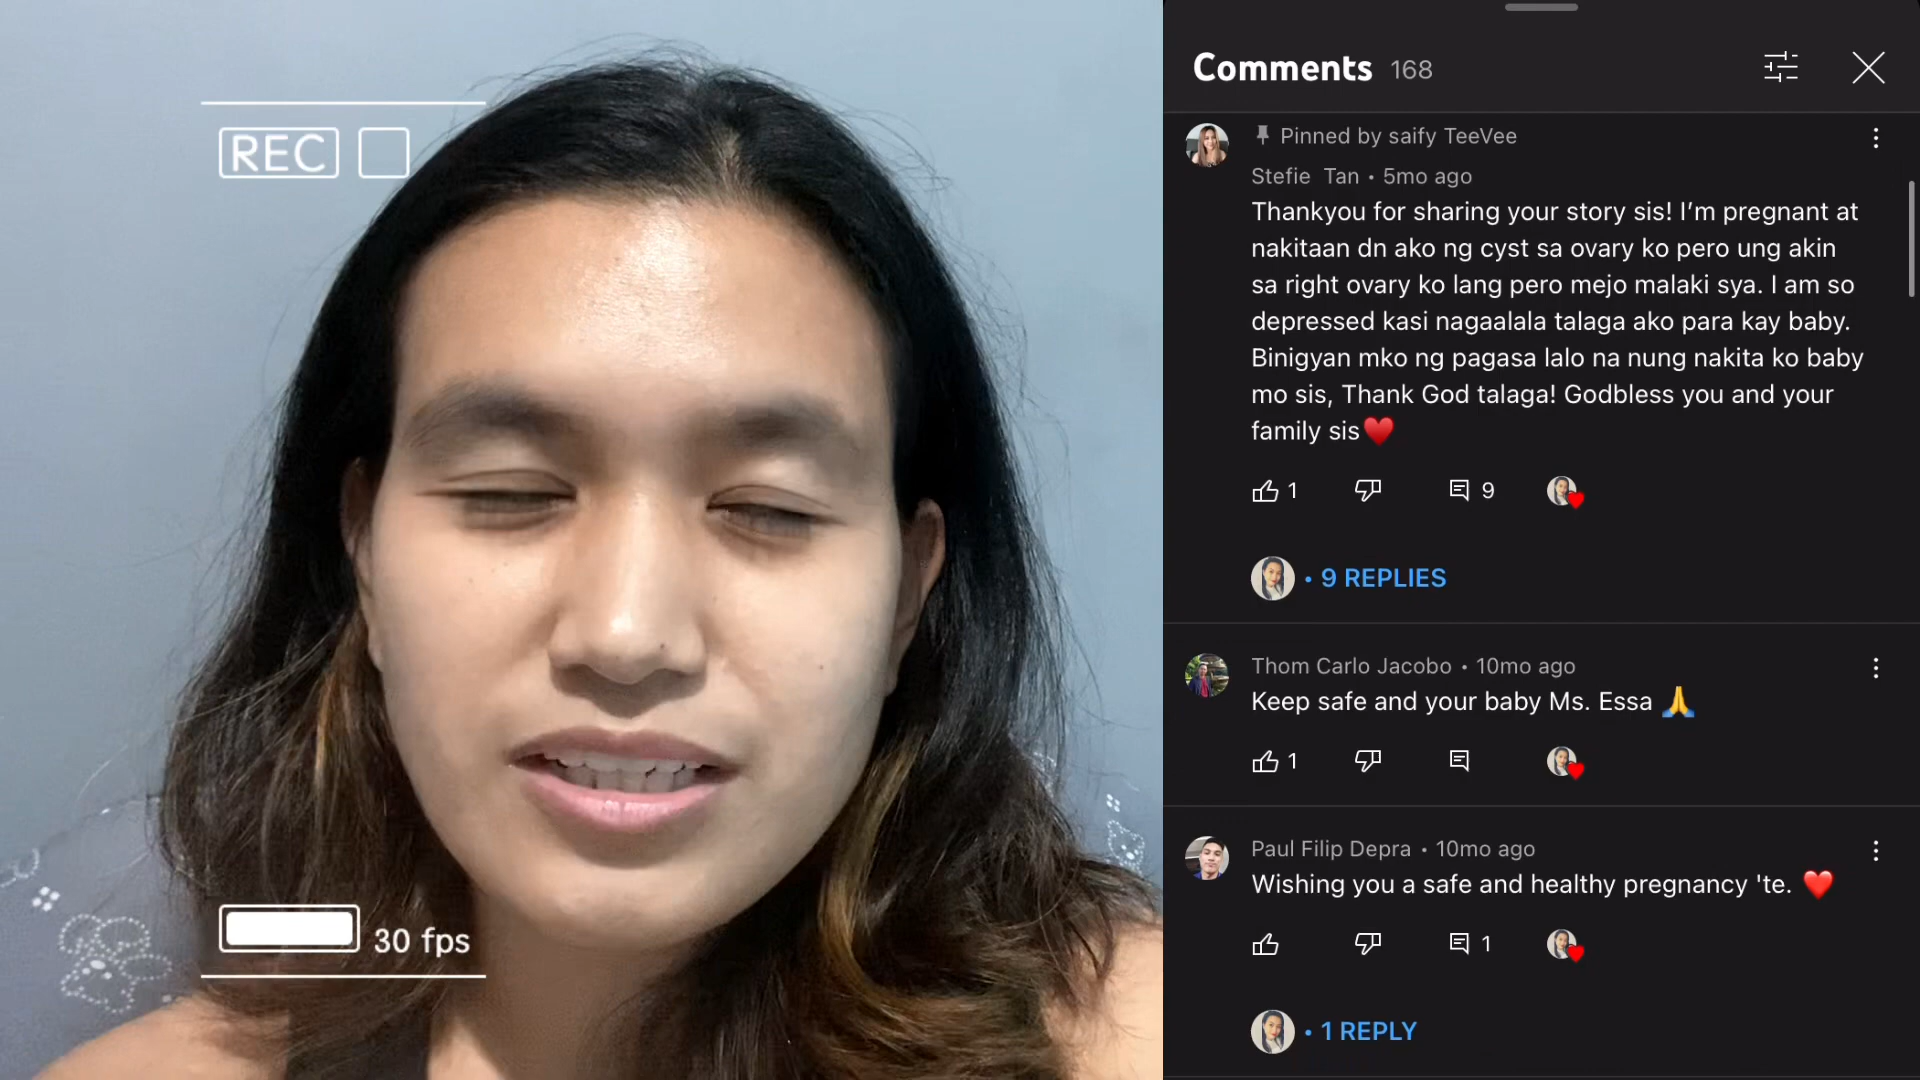 REC
30 fps
Comments 168
Pinned by saify TeeVee
Stefie Tan • 5mo ago
Thankyou for sharing your story sis! I’m pregnant at
nakitaan dn ako ng cyst sa ovary ko pero ung akin
sa right ovary ko lang pero mejo malaki sya. I am so
depressed kasi nagaalala talaga ako para kay baby.
Binigyan mko ng pagasa lalo na nung nakita ko baby
mo sis, Thank God talaga! Godbless you and your
family sis♥️
1 9
• 9 REPLIES
Thom Carlo Jacobo • 10mo ago
Keep safe and your baby Ms. Essa 🙏
1
Paul Filip Depra • 10mo ago
Wishing you a safe and healthy pregnancy 'te. ❤️
1
• 1 REPLY